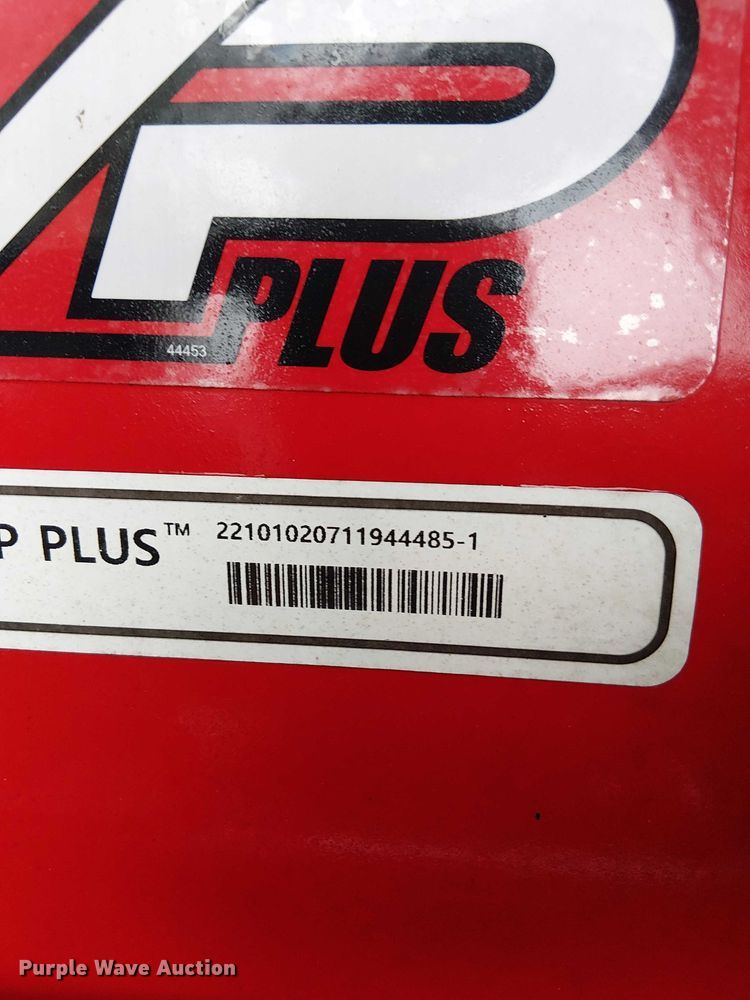 P
PLUS
44453
P PLUS™ 22101020711944485-1
Purple Wave Auction